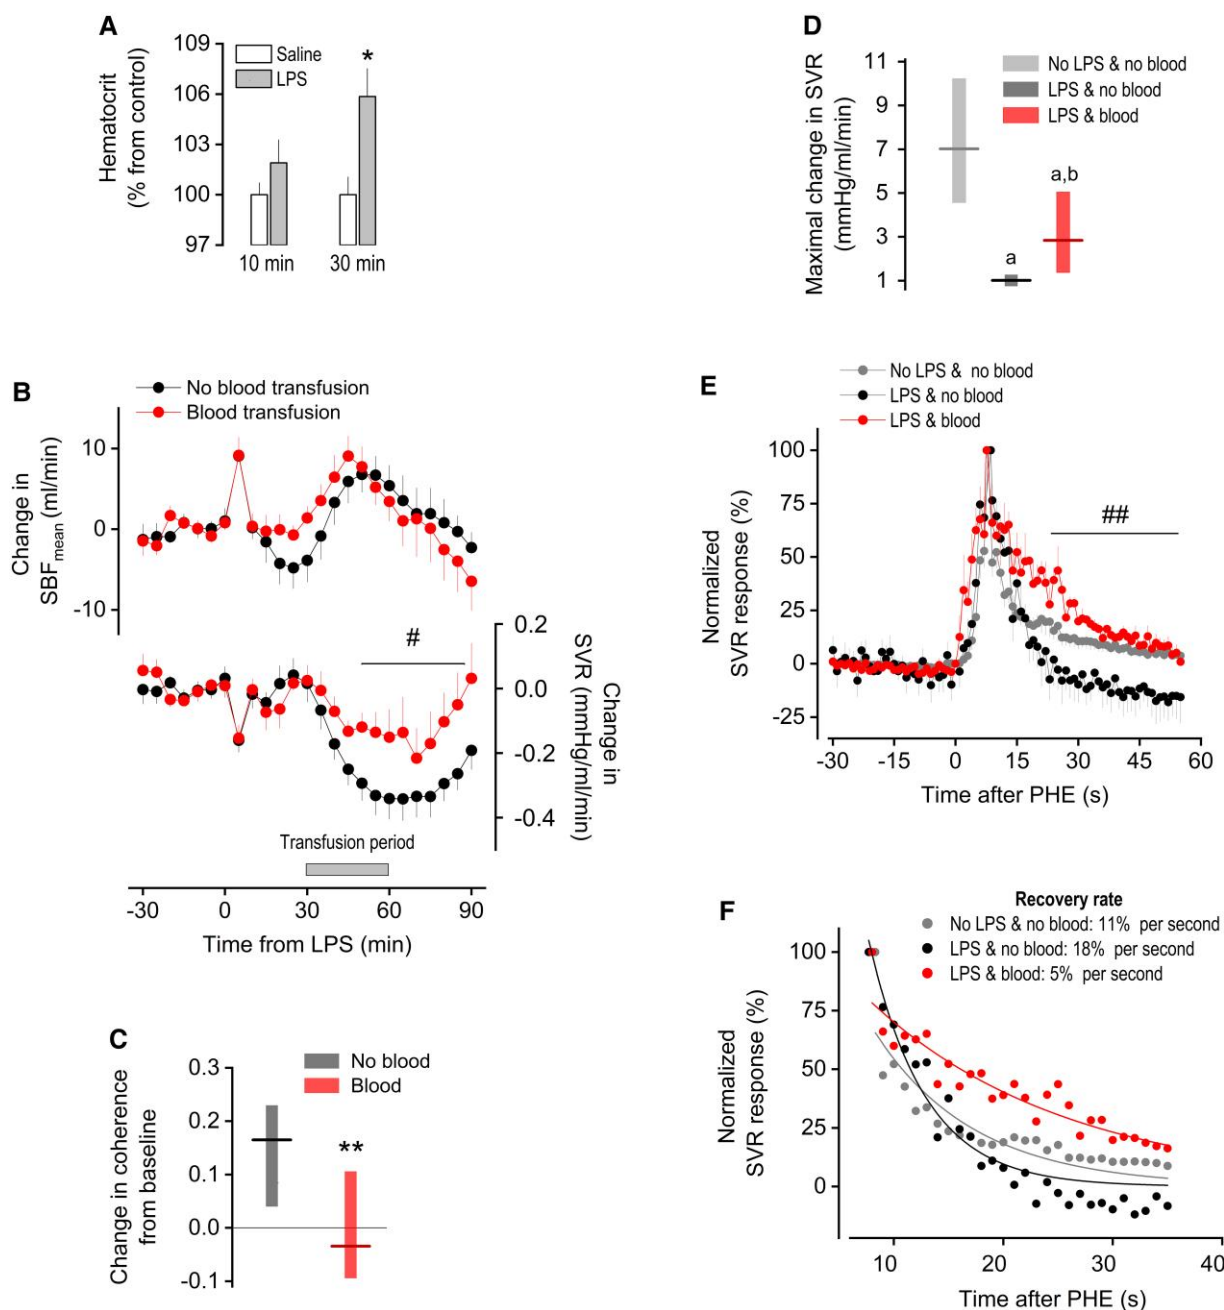 A
Hematocrit
(% from control)
109
106
103
100
97
Saline
LPS
*
10 min
30 min
B
No blood transfusion
Blood transfusion
Change in
SBFmean (ml/min)
10
0
-10
0.2
0.0
-0.2
-0.4
#
Change in
SVR (mmHg/ml/min)
Transfusion period
-30
0
30
60
90
Time from LPS (min)
C
No blood
Blood
Change in coherence
from baseline
0.3
0.2
0.1
0.0
-0.1
**
D
Maximal change in SVR
(mmHg/ml/min)
11
9
7
5
3
1
No LPS & no blood
LPS & no blood
LPS & blood
a
a,b
E
No LPS & no blood
LPS & no blood
LPS & blood
Normalized
SVR response (%)
100
75
50
25
0
-25
##
-30
-15
0
15
30
45
60
Time after PHE (s)
F
Recovery rate
No LPS & no blood: 11% per second
LPS & no blood: 18% per second
LPS & blood: 5% per second
Normalized
SVR response (%)
100
75
50
25
0
10
20
30
40
Time after PHE (s)